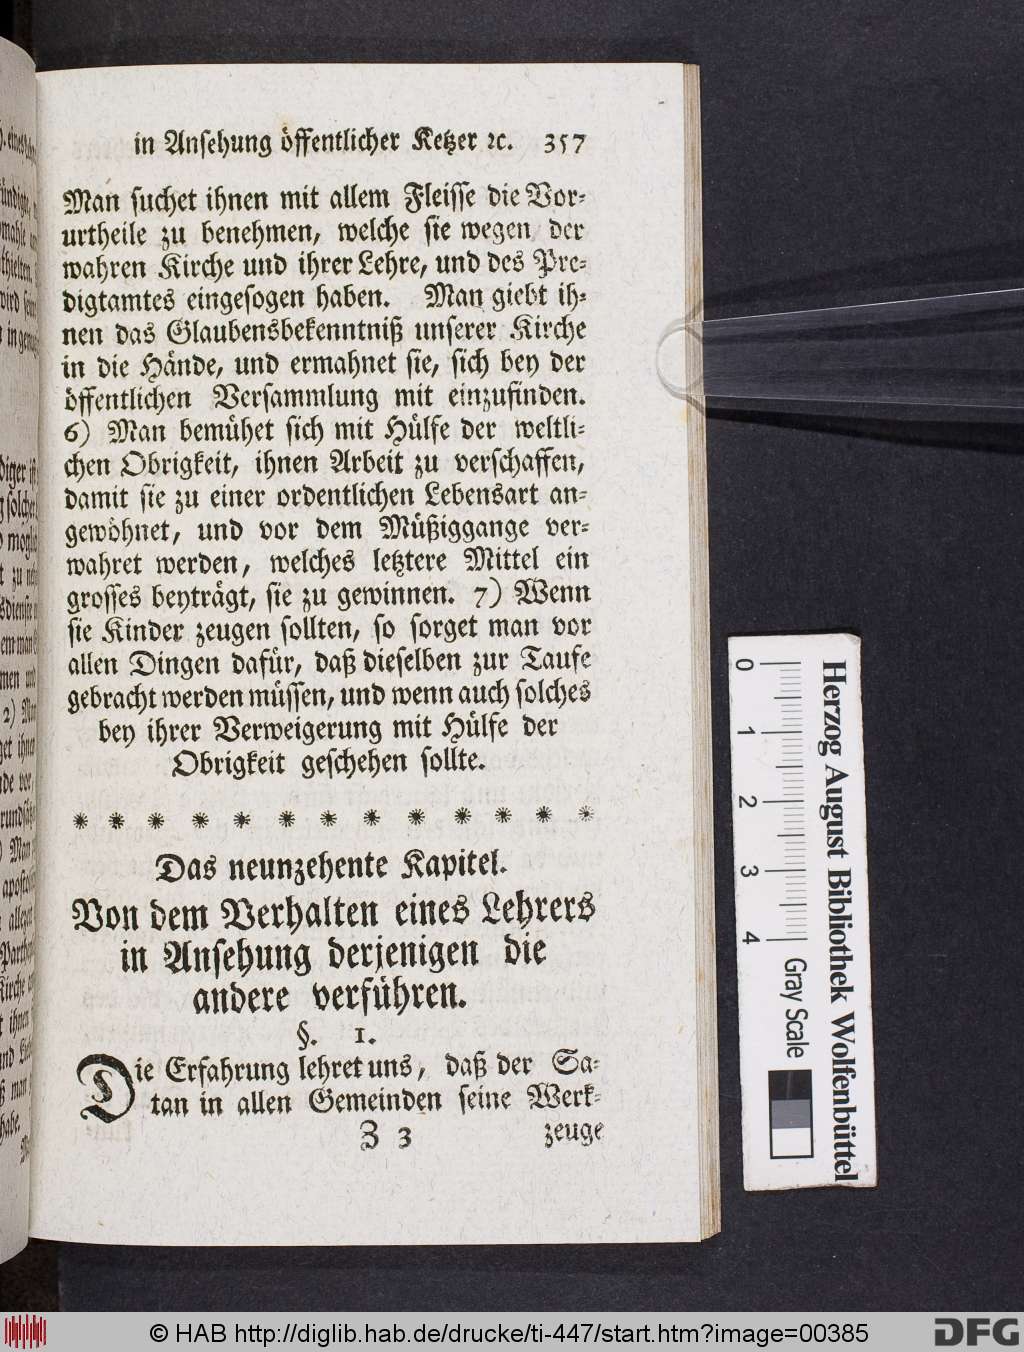 in Ansehung öffentlicher Ketzer ꝛc. 357
Man suchet ihnen mit allem Fleisse die Vor-
urtheile zu benehmen, welche sie wegen der
wahren Kirche und ihrer Lehre, und des Pre-
digtamtes eingesogen haben. Man giebt ih-
nen das Glaubensbekenntniß unserer Kirche
in die Hände, und ermahnet sie, sich bey der
öffentlichen Versammlung mit einzufinden.
6) Man bemühet sich mit Hülfe der weltli-
chen Obrigkeit, ihnen Arbeit zu verschaffen,
damit sie zu einer ordentlichen Lebensart an-
gewöhnet, und vor dem Müßiggange ver-
wahret werden, welches letztere Mittel ein
grosses beyträgt, sie zu gewinnen. 7) Wenn
sie Kinder zeugen sollten, so sorget man vor
allen Dingen dafür, daß dieselben zur Taufe
gebracht werden müssen, und wenn auch solches
bey ihrer Verweigerung mit Hülfe der
Obrigkeit geschehen sollte.
* * * * * * * * * * * * *
Das neunzehente Kapitel.
Von dem Verhalten eines Lehrers
in Ansehung derjenigen die
andere verführen.
§. 1.
Die Erfahrung lehret uns, daß der Sa-
tan in allen Gemeinden seine Werk-
Z 3 zeuge
0 1 2 3 4 Gray Scale
Herzog August Bibliothek Wolfenbüttel
© HAB http://diglib.hab.de/drucke/ti-447/start.htm?image=00385
DFG